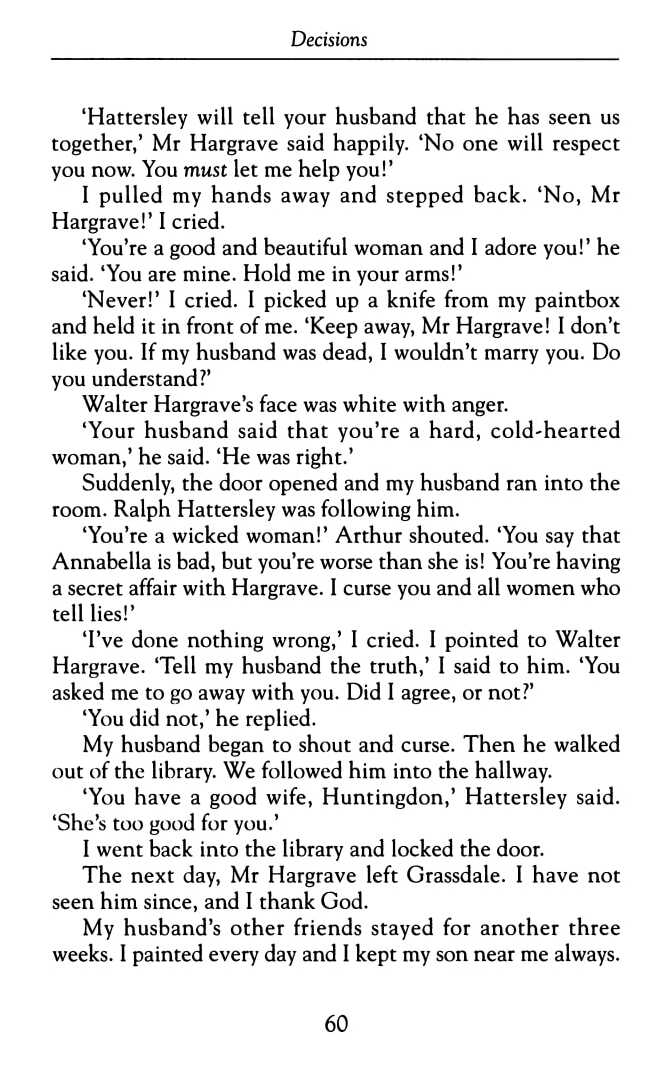 Decisions
‘Hattersley will tell your husband that he has seen us
together,’ Mr Hargrave said happily. ‘No one will respect
you now. You must let me help you!’
I pulled my hands away and stepped back. ‘No, Mr
Hargrave!’ I cried.
‘You’re a good and beautiful woman and I adore you!’ he
said. ‘You are mine. Hold me in your arms!’
‘Never!’ I cried. I picked up a knife from my paintbox
and held it in front of me. ‘Keep away, Mr Hargrave! I don’t
like you. If my husband was dead, I wouldn’t marry you. Do
you understand?’
Walter Hargrave’s face was white with anger.
‘Your husband said that you’re a hard, cold-hearted
woman,’ he said. ‘He was right.’
Suddenly, the door opened and my husband ran into the
room. Ralph Hattersley was following him.
‘You’re a wicked woman!’ Arthur shouted. ‘You say that
Annabella is bad, but you’re worse than she is! You’re having
a secret affair with Hargrave. I curse you and all women who
tell lies!’
‘I’ve done nothing wrong,’ I cried. I pointed to Walter
Hargrave. ‘Tell my husband the truth,’ I said to him. ‘You
asked me to go away with you. Did I agree, or not?’
‘You did not,’ he replied.
My husband began to shout and curse. Then he walked
out of the library. We followed him into the hallway.
‘You have a good wife, Huntingdon,’ Hattersley said.
‘She’s too good for you.’
I went back into the library and locked the door.
The next day, Mr Hargrave left Grassdale. I have not
seen him since, and I thank God.
My husband’s other friends stayed for another three
weeks. I painted every day and I kept my son near me always.
60